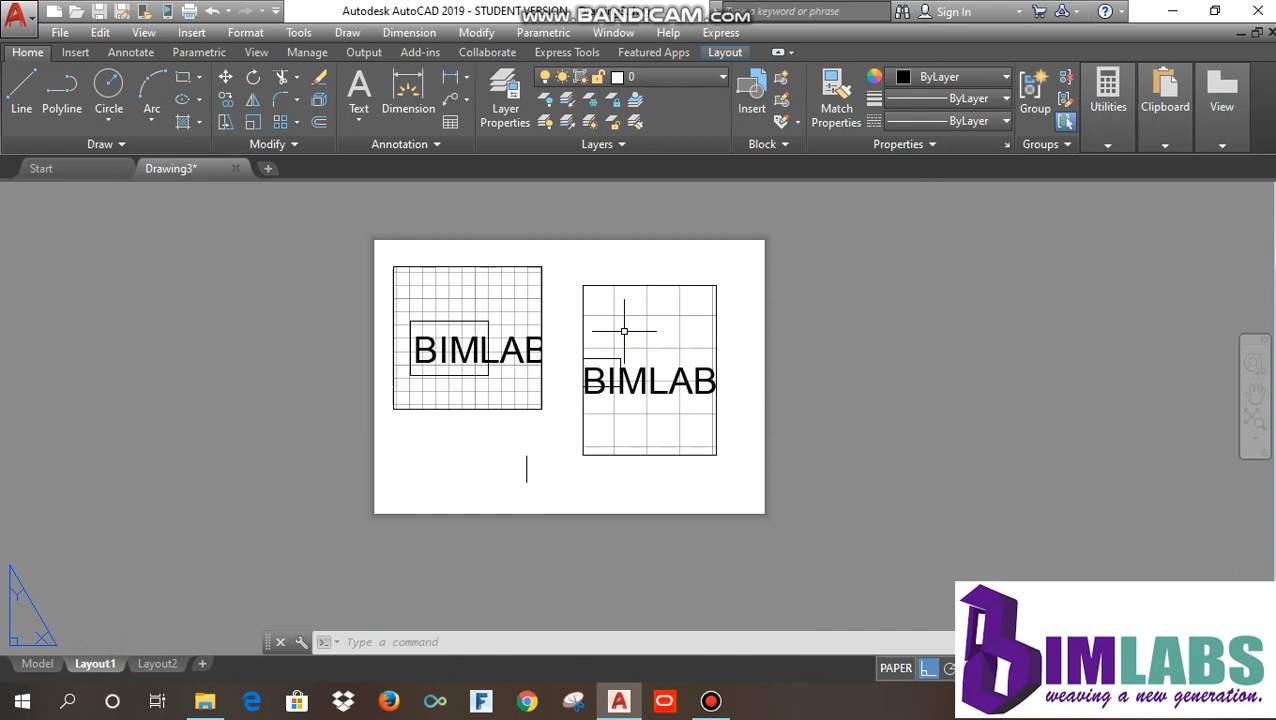 Autodesk AutoCAD 2019 - STUDENT VERSION
www.BANDICAM.com
Type a keyword or phrase
Sign In
File Edit View Insert Format Tools Draw Dimension Modify Parametric Window Help Express
Home Insert Annotate Parametric View Manage Output Add-ins Collaborate Express Tools Featured Apps Layout
0
ByLayer
ByLayer
ByLayer
Line Polyline Circle Arc Text Dimension Layer Properties Insert Match Properties Group Utilities Clipboard View
Draw Modify Annotation Layers Block Properties Groups
Start Drawing3*
BIMLAB
BIMLAB
Y
X
Type a command
Model Layout1 Layout2
PAPER
BIMLABS
weaving a new generation.